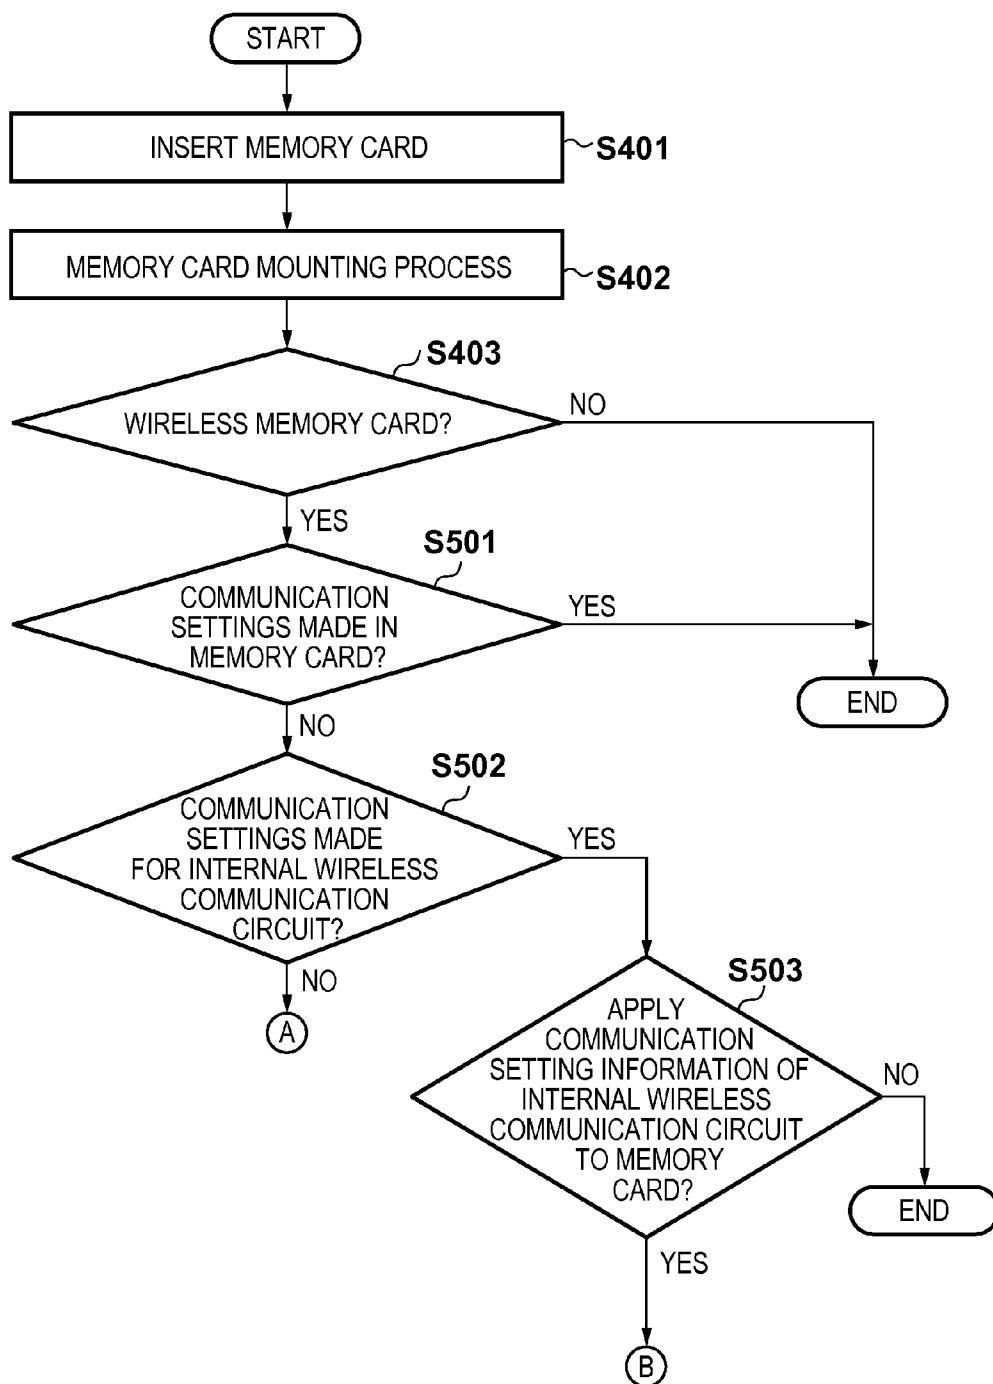 START
INSERT MEMORY CARD
S401
MEMORY CARD MOUNTING PROCESS
S402
S403
WIRELESS MEMORY CARD?
NO
YES
S501
COMMUNICATION
SETTINGS MADE IN
MEMORY CARD?
YES
END
NO
S502
COMMUNICATION
SETTINGS MADE
FOR INTERNAL WIRELESS
COMMUNICATION
CIRCUIT?
YES
NO
A
S503
APPLY
COMMUNICATION
SETTING INFORMATION OF
INTERNAL WIRELESS
COMMUNICATION CIRCUIT
TO MEMORY
CARD?
NO
END
YES
B